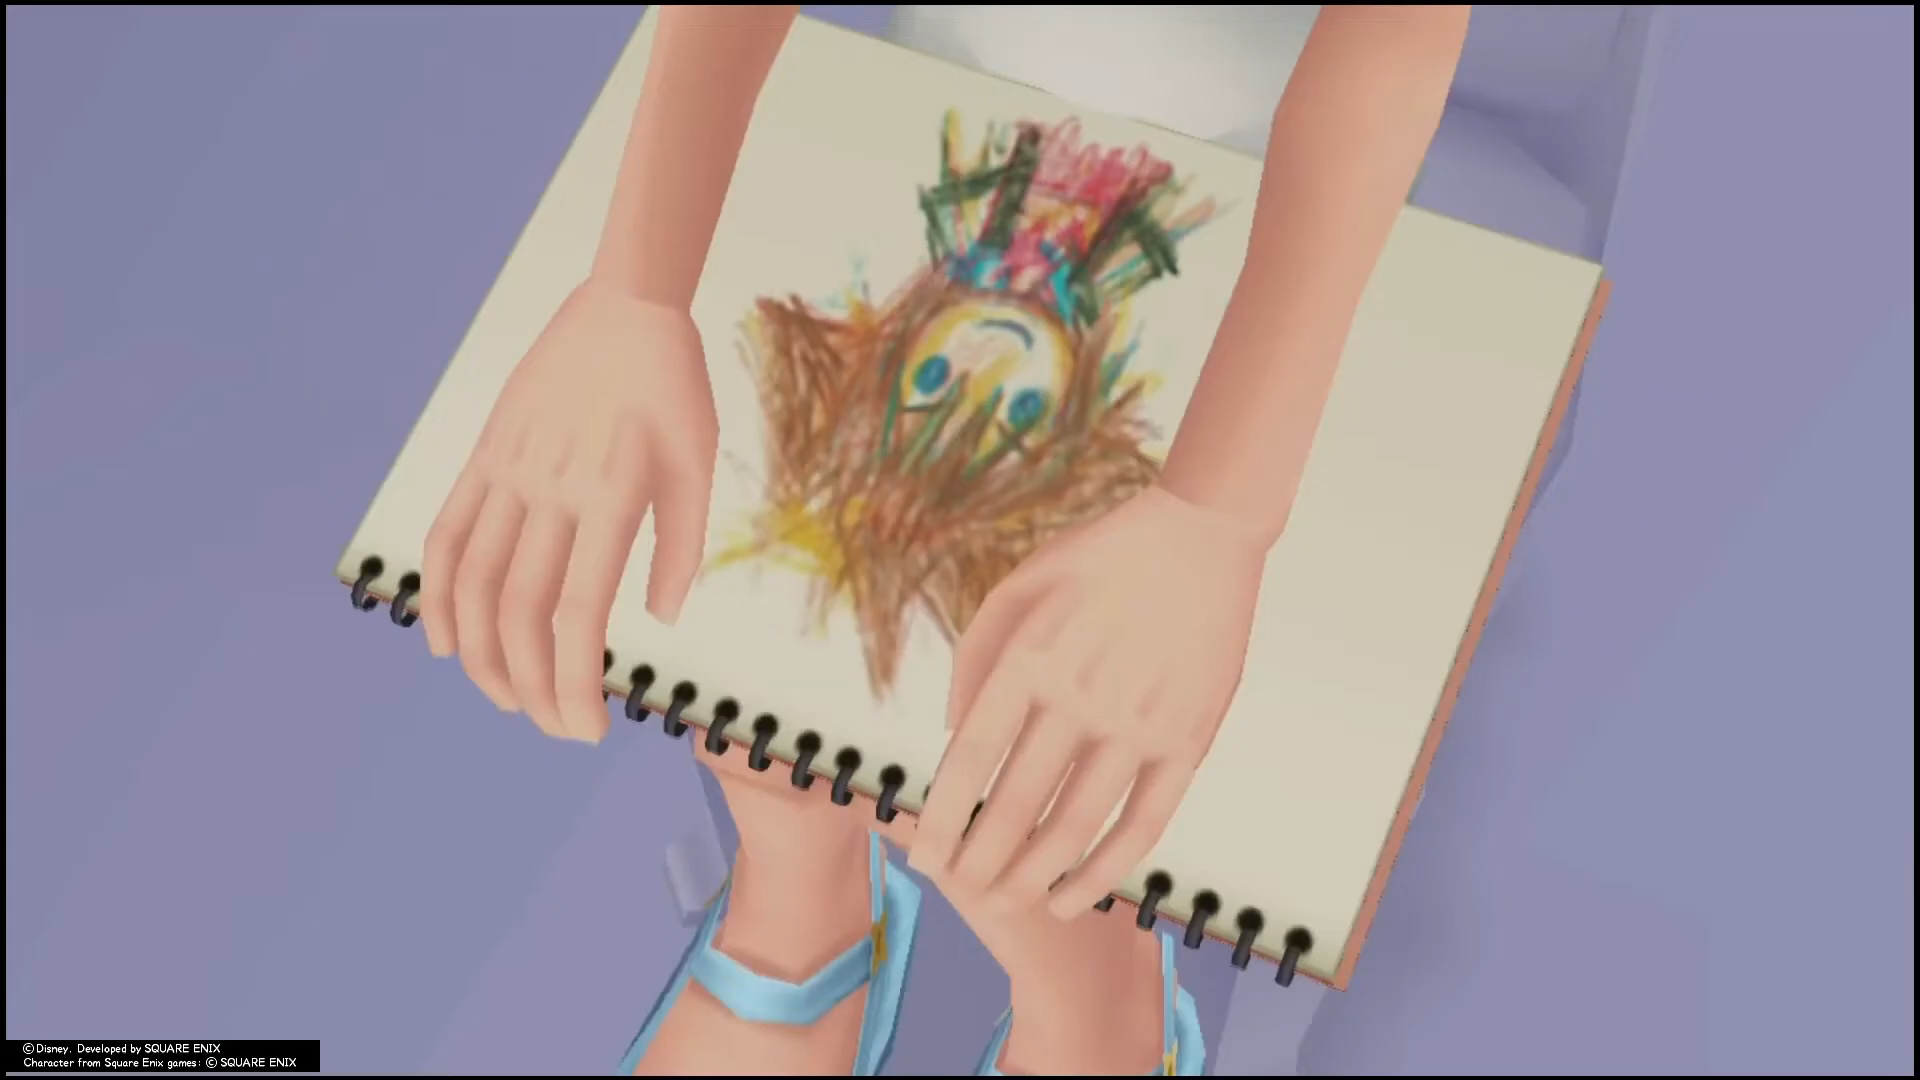 ©Disney. Developed by SQUARE ENIX
Character from Square Enix games: © SQUARE ENIX